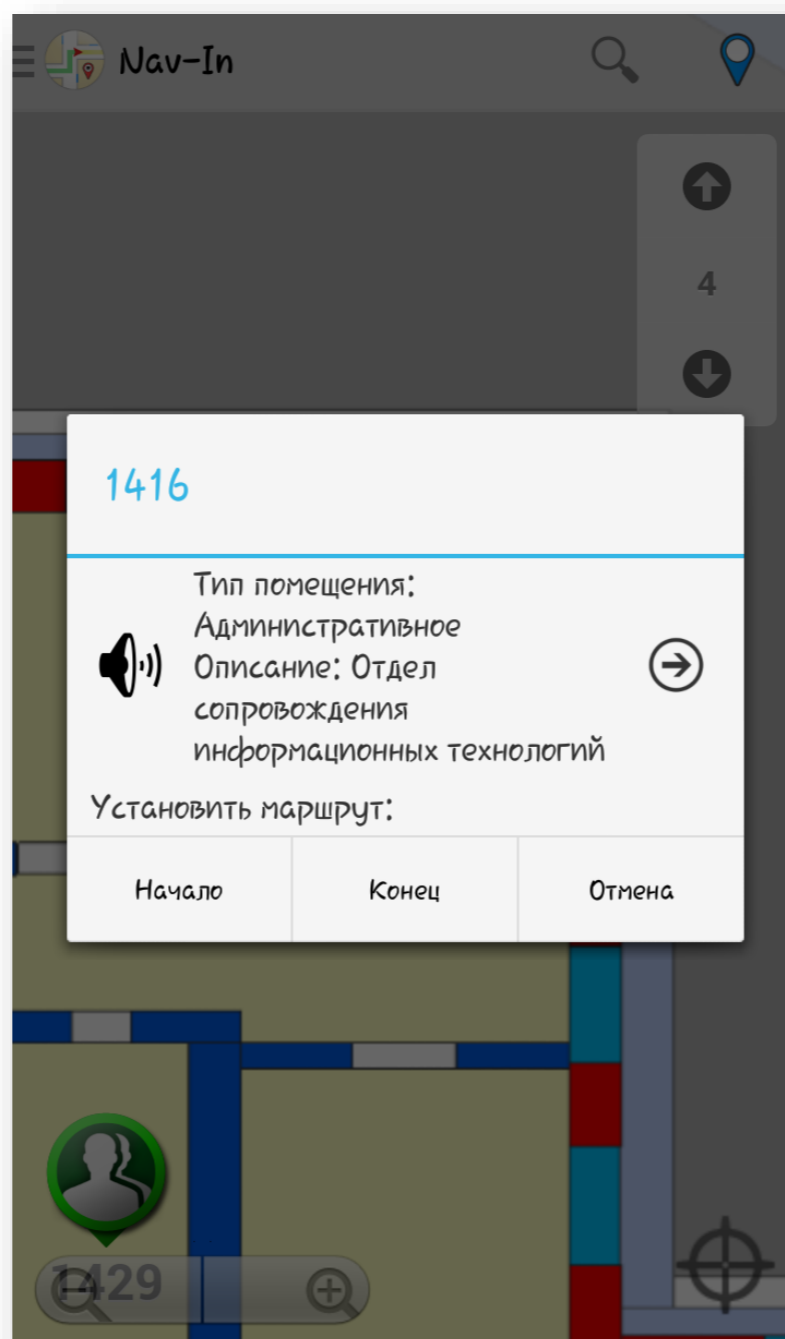 Nav-In
4
1416
Тип помещения:
Административное
Описание: Отдел
сопровождения
информационных технологий
Установить маршрут:
Начало
Конец
Отмена
1429